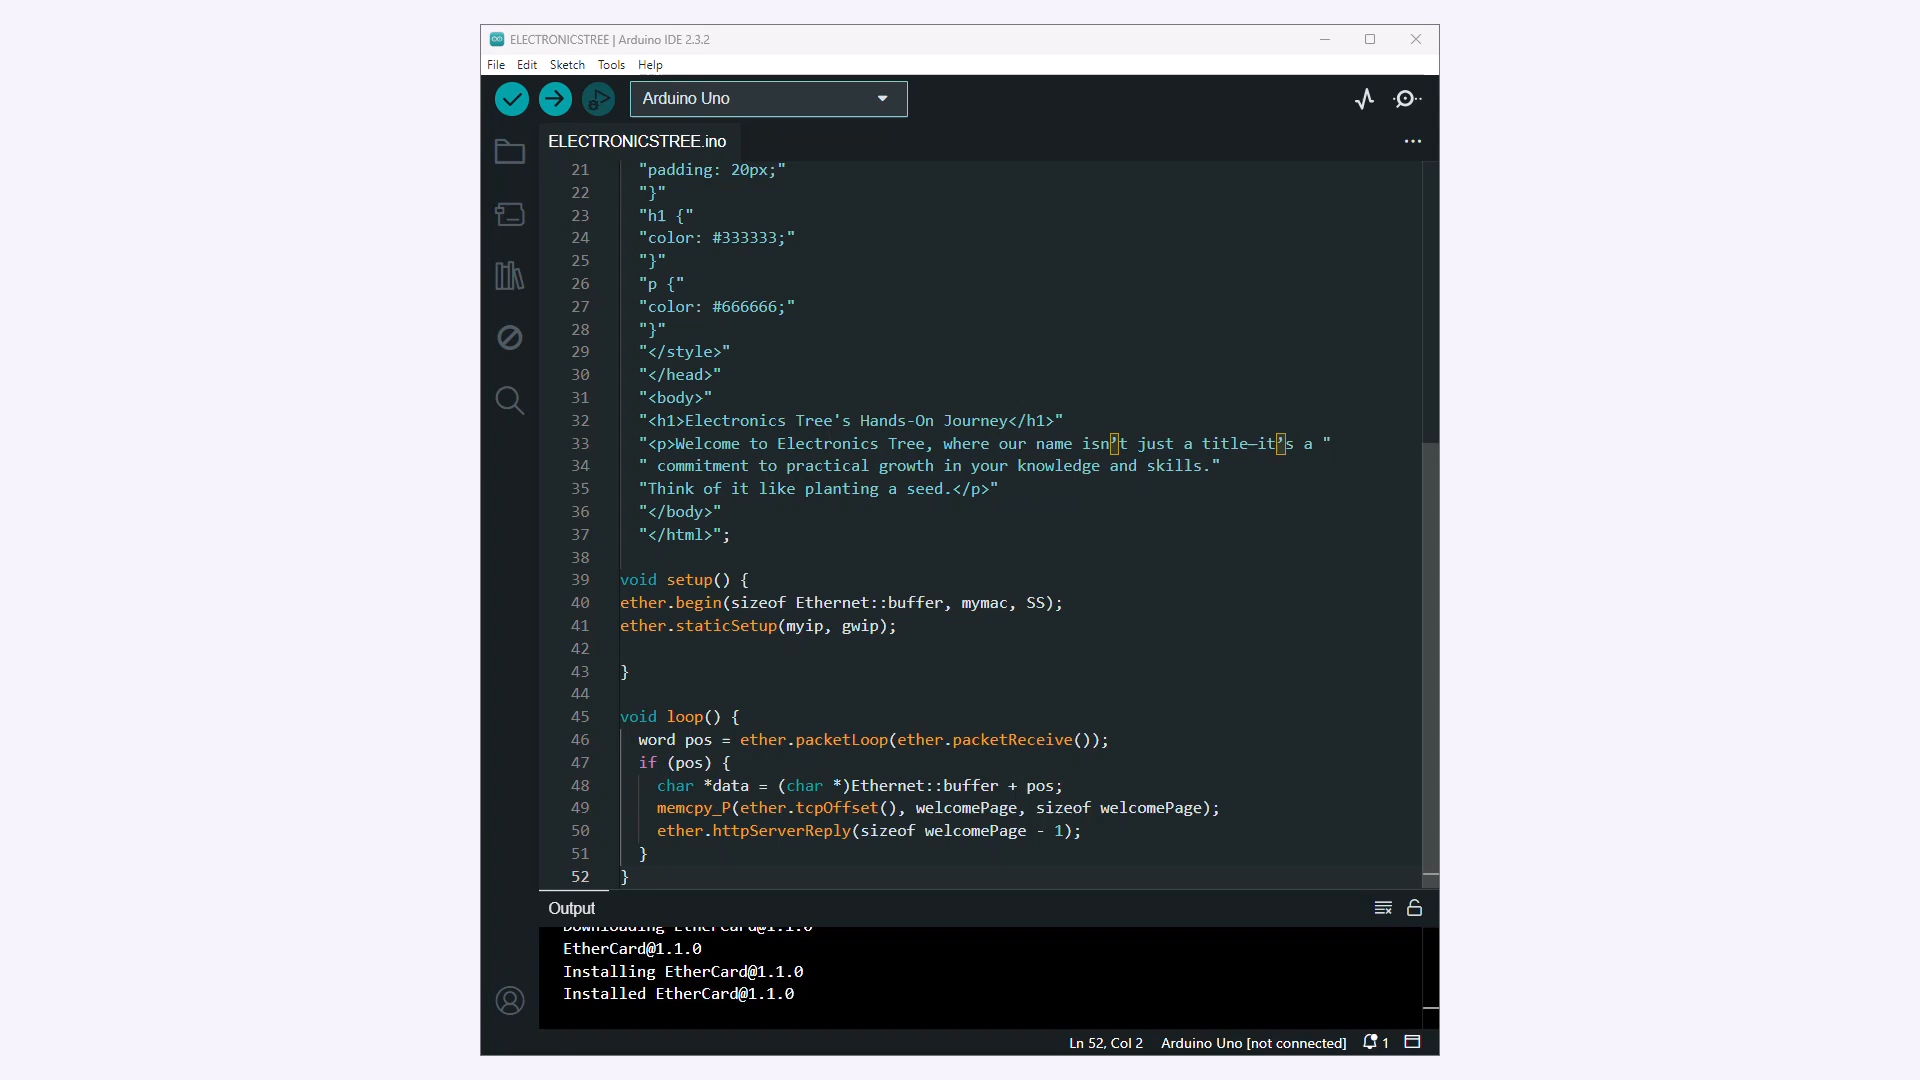 ELECTRONICSTREE | Arduino IDE 2.3.2
File Edit Sketch Tools Help
Arduino Uno
ELECTRONICSTREE.ino
21 "padding: 20px;"
22 "}"
23 "h1 {"
24 "color: #333333;"
25 "}"
26 "p {"
27 "color: #666666;"
28 "}"
29 "</style>"
30 "</head>"
31 "<body>"
32 "<h1>Electronics Tree's Hands-On Journey</h1>"
33 "<p>Welcome to Electronics Tree, where our name isn’t just a title—it’s a "
34 " commitment to practical growth in your knowledge and skills."
35 "Think of it like planting a seed.</p>"
36 "</body>"
37 "</html>";
38
39 void setup() {
40 ether.begin(sizeof Ethernet::buffer, mymac, SS);
41 ether.staticSetup(myip, gwip);
42
43 }
44
45 void loop() {
46 word pos = ether.packetLoop(ether.packetReceive());
47 if (pos) {
48 char *data = (char *)Ethernet::buffer + pos;
49 memcpy_P(ether.tcpOffset(), welcomePage, sizeof welcomePage);
50 ether.httpServerReply(sizeof welcomePage - 1);
51 }
52 }
Output
Downloading EtherCard@1.1.0
EtherCard@1.1.0
Installing EtherCard@1.1.0
Installed EtherCard@1.1.0
Ln 52, Col 2 Arduino Uno [not connected] 1